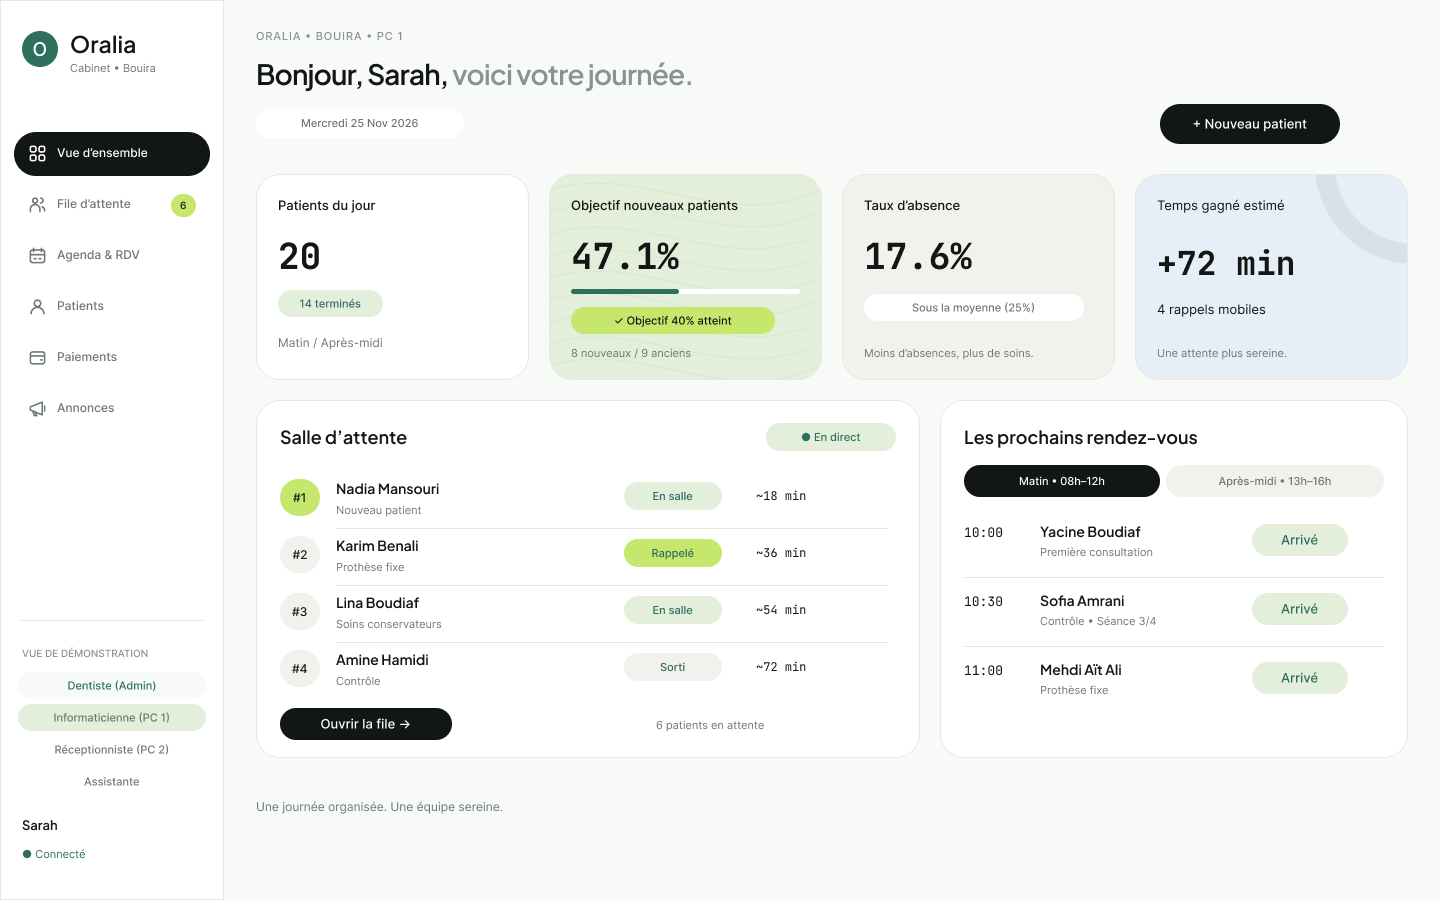 O
Oralia
Cabinet • Bouira
Vue d’ensemble
File d’attente
6
Agenda & RDV
Patients
Paiements
Annonces
VUE DE DÉMONSTRATION
Dentiste (Admin)
Informaticienne (PC 1)
Réceptionniste (PC 2)
Assistante
Sarah
Connecté
ORALIA • BOUIRA • PC 1
Bonjour, Sarah, voici votre journée.
Mercredi 25 Nov 2026
+ Nouveau patient
Patients du jour
20
14 terminés
Matin / Après-midi
Objectif nouveaux patients
47.1%
✓ Objectif 40% atteint
8 nouveaux / 9 anciens
Taux d’absence
17.6%
Sous la moyenne (25%)
Moins d’absences, plus de soins.
Temps gagné estimé
+72 min
4 rappels mobiles
Une attente plus sereine.
Salle d’attente
En direct
#1
Nadia Mansouri
Nouveau patient
En salle
~18 min
#2
Karim Benali
Prothèse fixe
Rappelé
~36 min
#3
Lina Boudiaf
Soins conservateurs
En salle
~54 min
#4
Amine Hamidi
Contrôle
Sorti
~72 min
Ouvrir la file →
6 patients en attente
Les prochains rendez-vous
Matin • 08h–12h
Après-midi • 13h–16h
10:00
Yacine Boudiaf
Première consultation
Arrivé
10:30
Sofia Amrani
Contrôle • Séance 3/4
Arrivé
11:00
Mehdi Aït Ali
Prothèse fixe
Arrivé
Une journée organisée. Une équipe sereine.